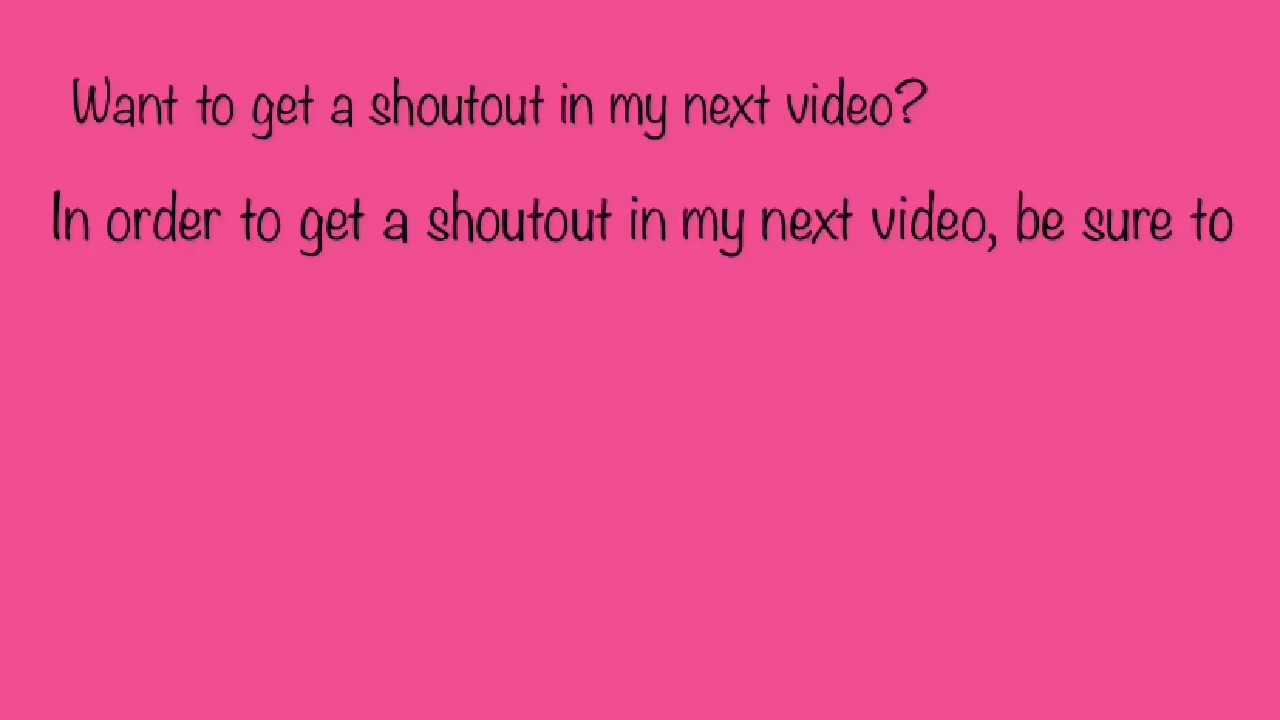 Want to get a shoutout in my next video?
In order to get a shoutout in my next video, be sure to